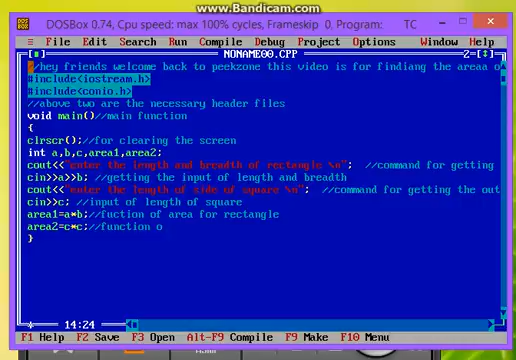 www.Bandicam.com
DOSBox 0.74, Cpu speed: max 100% cycles, Frameskip 0, Program: TC
≡ File Edit Search Run Compile Debug Project Options Window Help
NONAME00.CPP 2
//hey friends welcome back to peekzone this video is for findiang the areaa o
#include<iostream.h>
#include<conio.h>
//above two are the necessary header files
void main()//main function
{
clrscr();//for clearing the screen
int a,b,c,area1,area2;
cout<<"enter the length and breadth of rectangle \n"; //command for getting
cin>>a>>b; //getting the input of length and breadth
cout<<"enter the length of side of square \n"; //command for getting the out
cin>>c; //input of length of square
area1=a*b;//fuction of area for rectangle
area2=c*c;//function o
}
14:24
F1 Help F2 Save F3 Open Alt-F9 Compile F9 Make F10 Menu